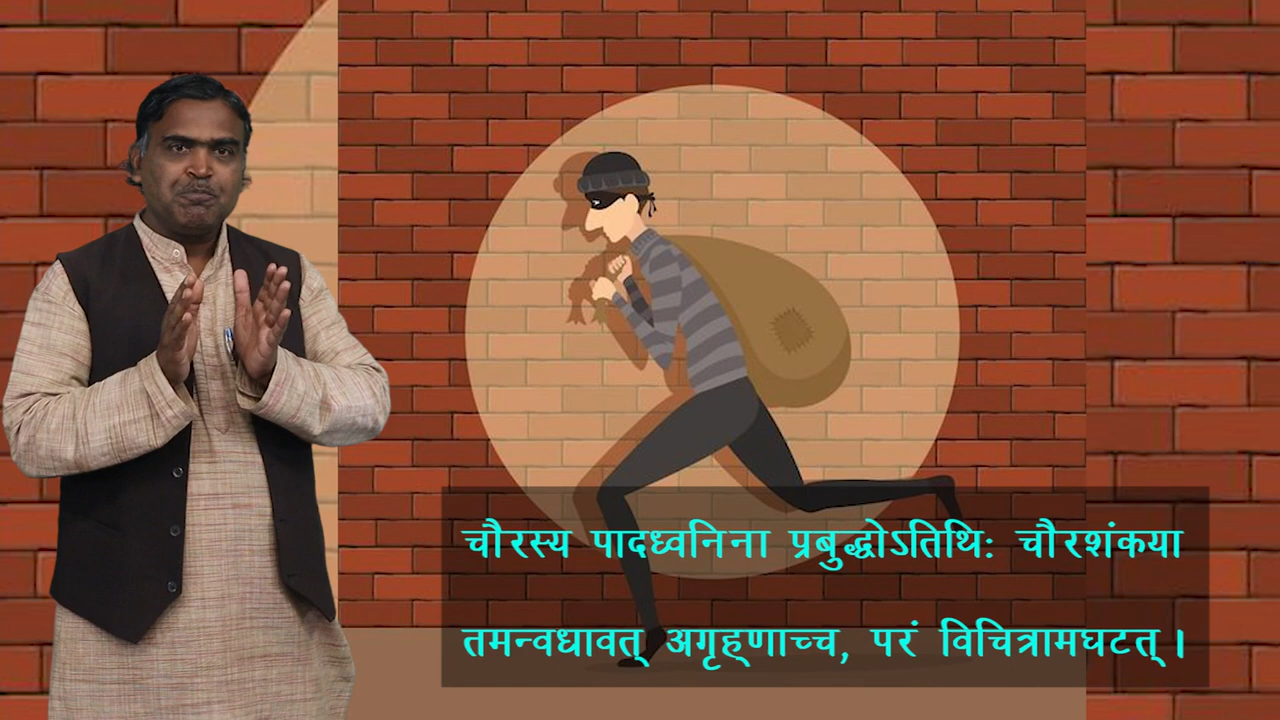 चौरस्य पादध्वनिना प्रबुद्धोऽतिथिः चौरशंकया
तमन्वधावत् अगृह्णाच्च, परं विचित्रामघटत् ।